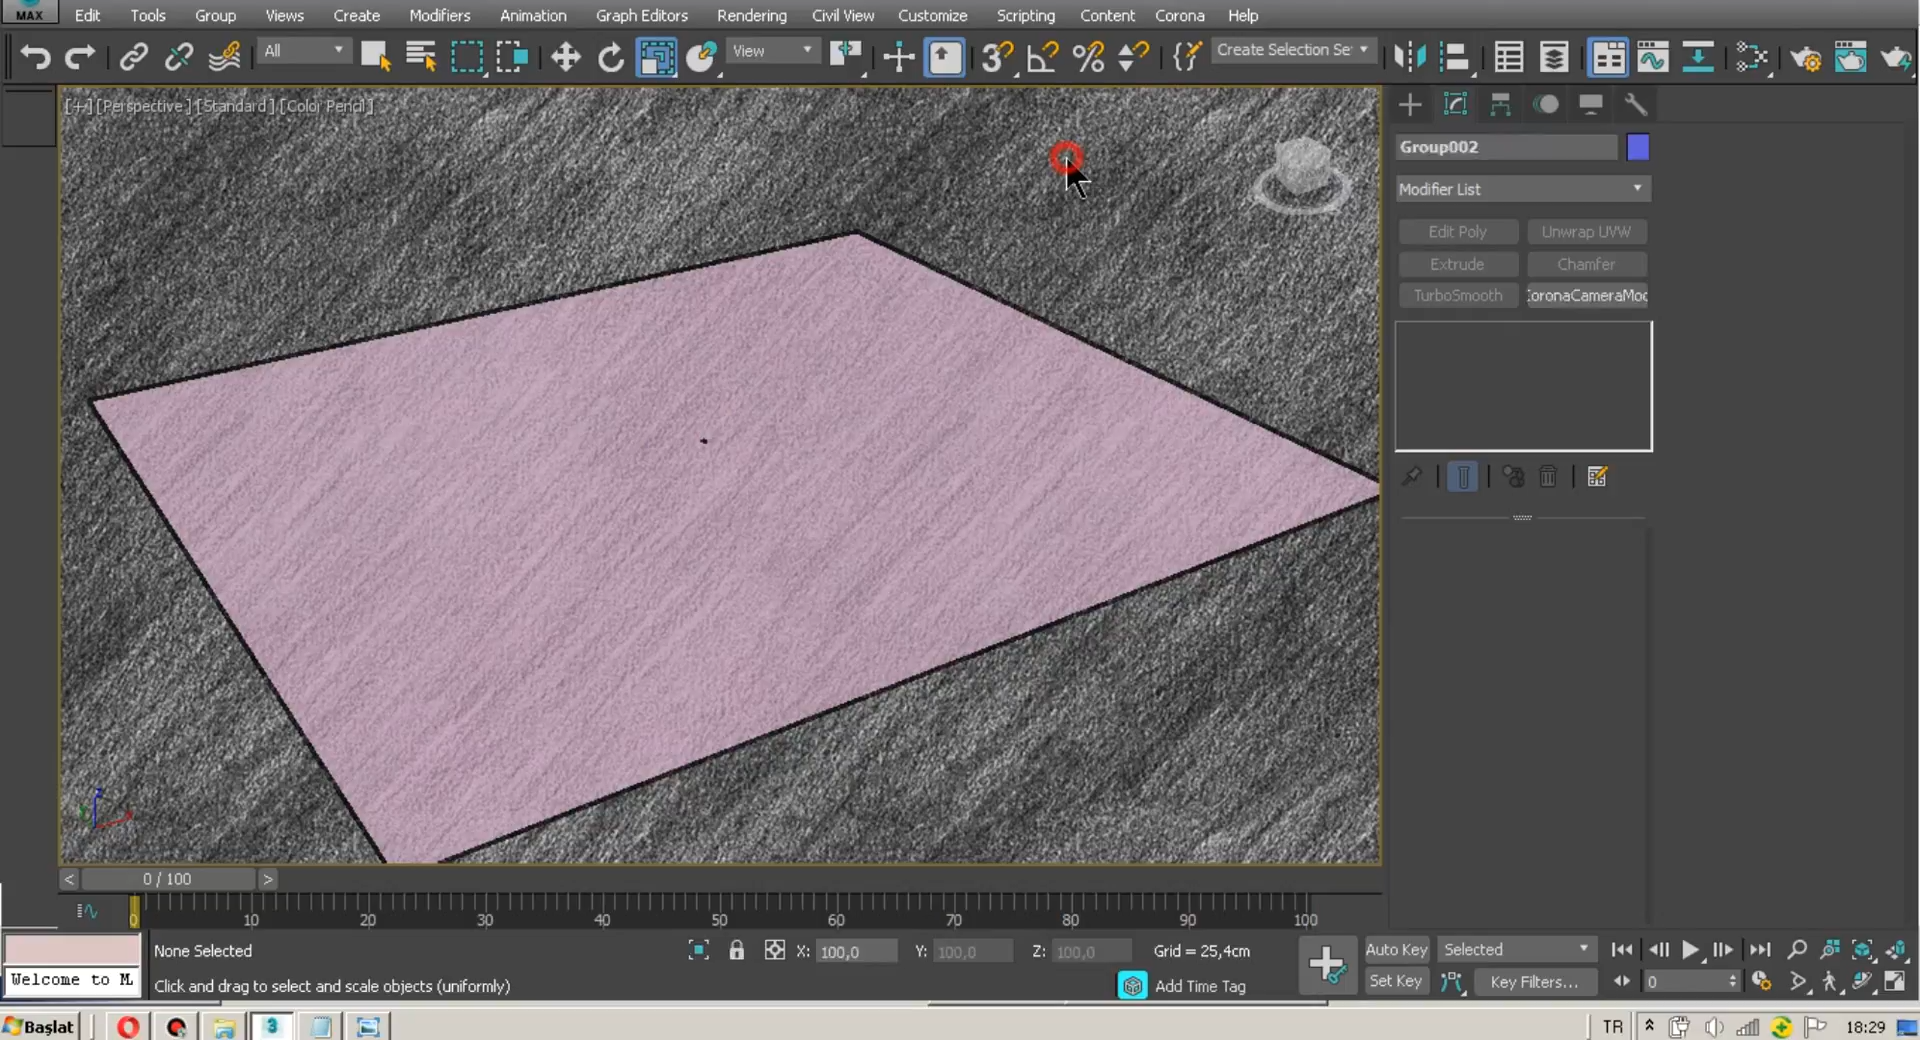 MAX Edit Tools Group Views Create Modifiers Animation Graph Editors Rendering Civil View Customize Scripting Content Corona Help
All View 3 Create Selection Se
[+][Perspective][Standard][Color Pencil]
Group002
Modifier List
Edit Poly Unwrap UVW
Extrude Chamfer
TurboSmooth CoronaCameraMod
z
x
< 0 / 100 >
0 10 20 30 40 50 60 70 80 90 100
None Selected X: 100,0 Y: 100,0 Z: 100,0 Grid = 25,4cm Auto Key Selected
Welcome to M
Click and drag to select and scale objects (uniformly) Add Time Tag Set Key Key Filters... 0
Başlat 3 TR 18:29